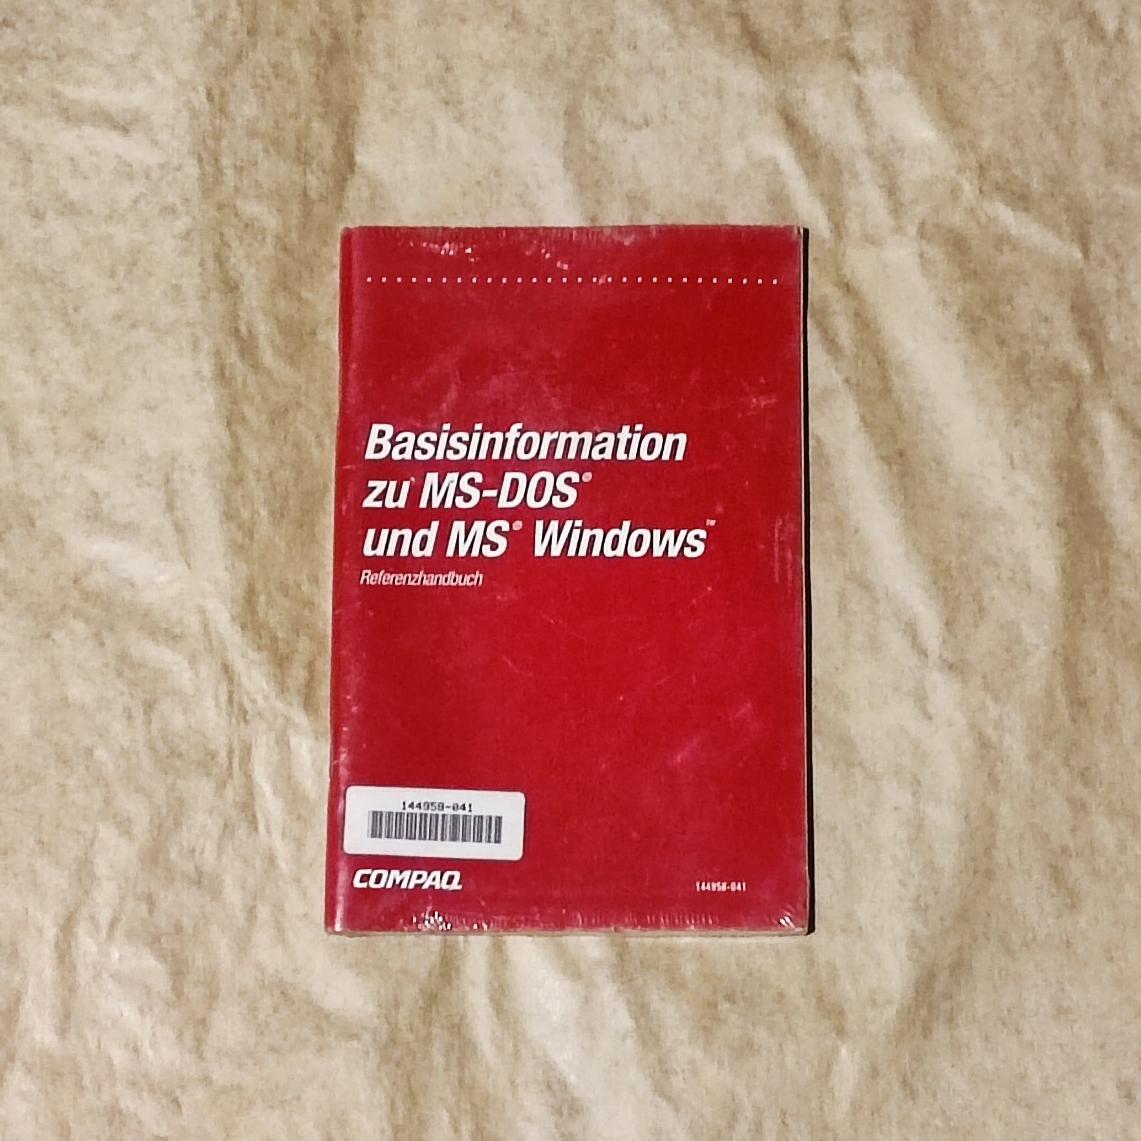 Basisinformation
zu MS-DOS®
und MS® Windows™
Referenzhandbuch
144958-041
COMPAQ
144958-041